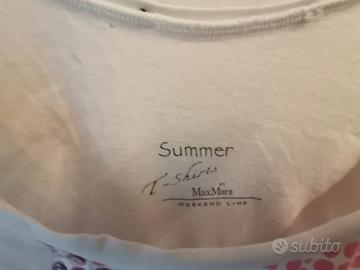 Summer
T-Shirts
BY
MaxMara
WEEKEND LINE
subito